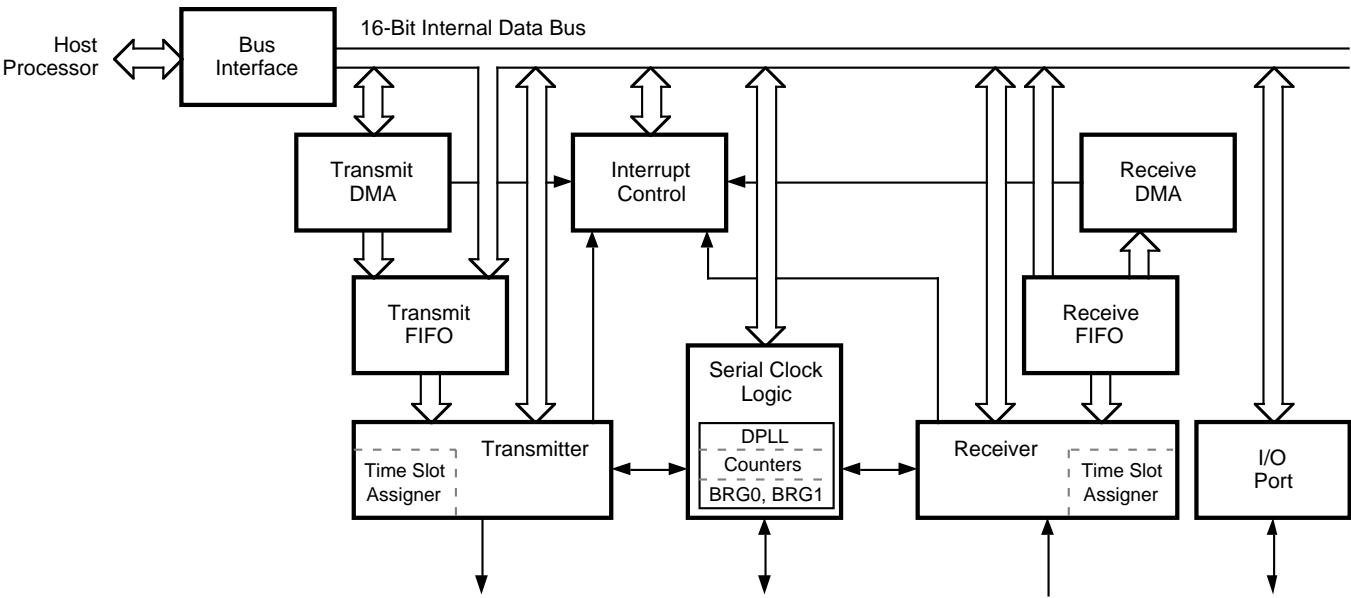 16-Bit Internal Data Bus
Host
Processor
Bus
Interface
Transmit
DMA
Interrupt
Control
Receive
DMA
Transmit
FIFO
Receive
FIFO
Serial Clock
Logic
DPLL
Counters
BRG0, BRG1
Transmitter
Time Slot
Assigner
Receiver
Time Slot
Assigner
I/O
Port